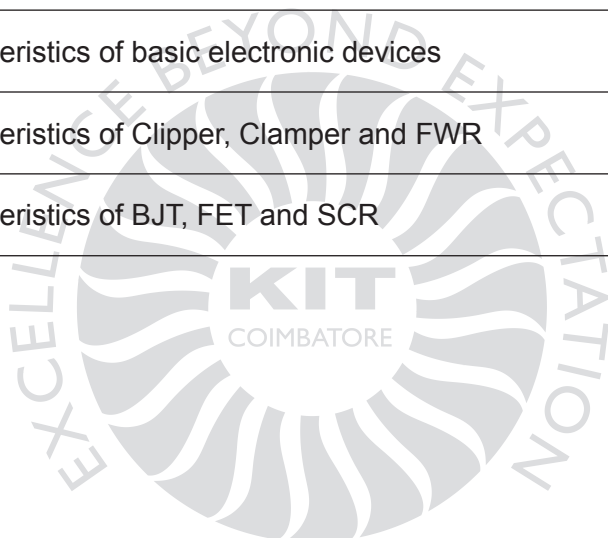 eristics of basic electronic devices
eristics of Clipper, Clamper and FWR
eristics of BJT, FET and SCR
EXCELLENCE BEYOND EXPECTATION
KIT
COIMBATORE